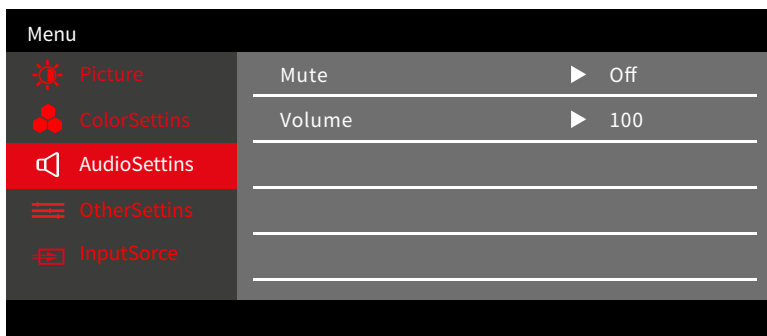 Menu
Picture
Mute Off
ColorSettins
Volume 100
AudioSettins
OtherSettins
InputSorce